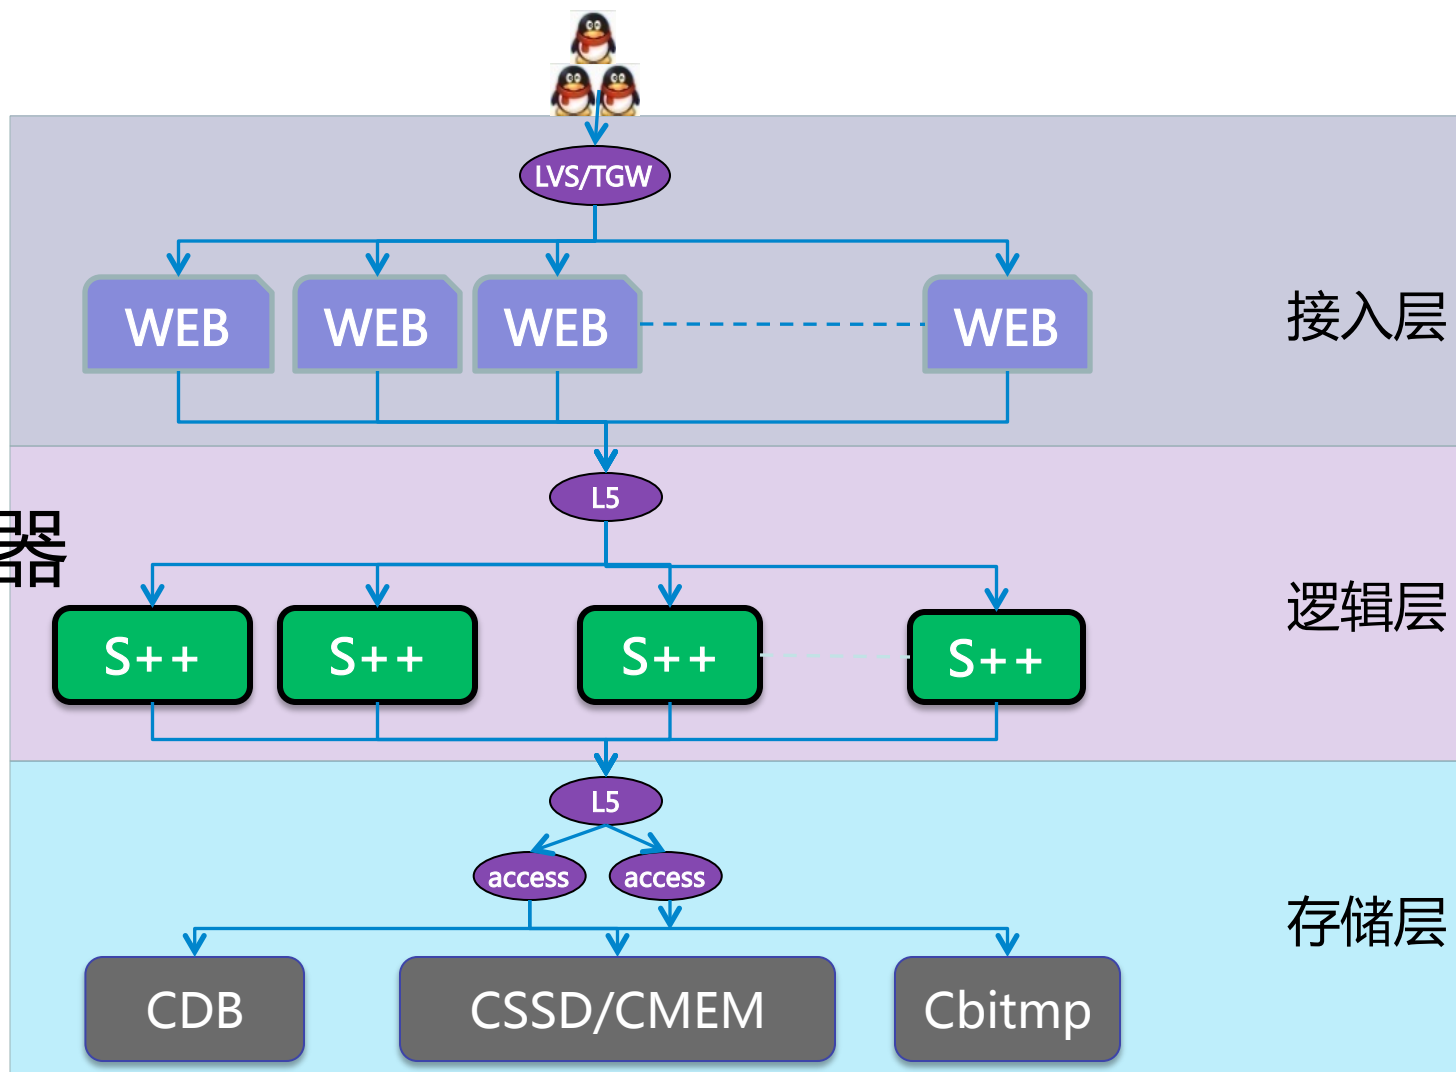 LVS/TGW
WEB WEB WEB WEB
接入层
L5
器
S++ S++ S++ S++
逻辑层
L5
access access
存储层
CDB CSSD/CMEM Cbitmp